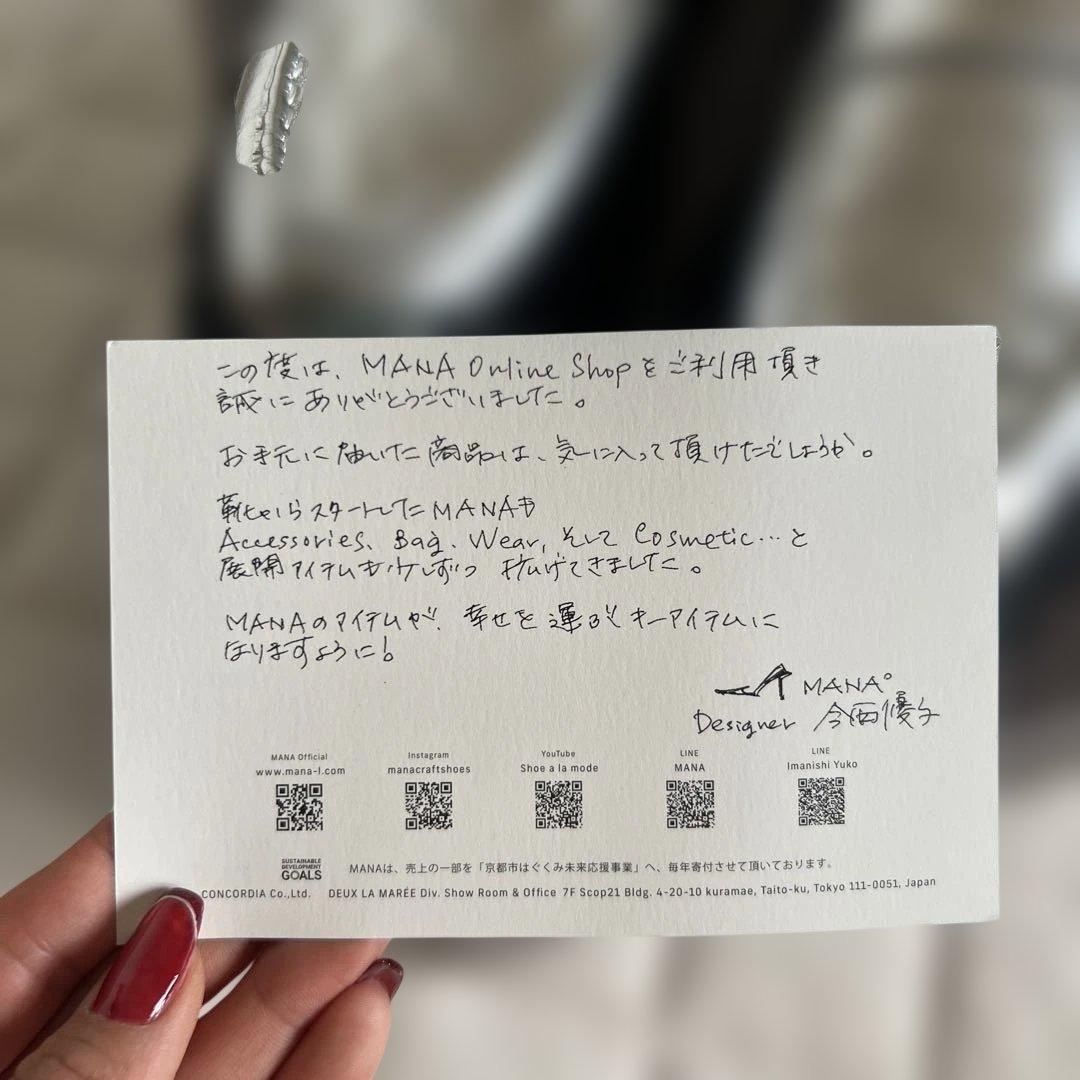 この度は、MANA Online Shopをご利用頂き
誠にありがとうございました。
お手元に届いた商品は、気に入って頂けたでしょうか。
靴からスタートしたMANAも
Accessories、Bag、Wear、そして Cosmetic…と
展開アイテムも少しずつ 拡げてきました。
MANAのアイテムが、幸せを運ぶキーアイテムに
なりますように!
MANA°
Designer 今西優子
MANA Official
www.mana-l.com
Instagram
manacraftshoes
YouTube
Shoe a la mode
LINE
MANA
LINE
Imanishi Yuko
SUSTAINABLE
DEVELOPMENT
GOALS
MANAは、売上の一部を「京都市はぐくみ未来応援事業」へ、毎年寄付させて頂いております。
CONCORDIA Co.,Ltd. DEUX LA MARÉE Div. Show Room & Office 7F Scop21 Bldg. 4-20-10 kuramae, Taito-ku, Tokyo 111-0051, Japan